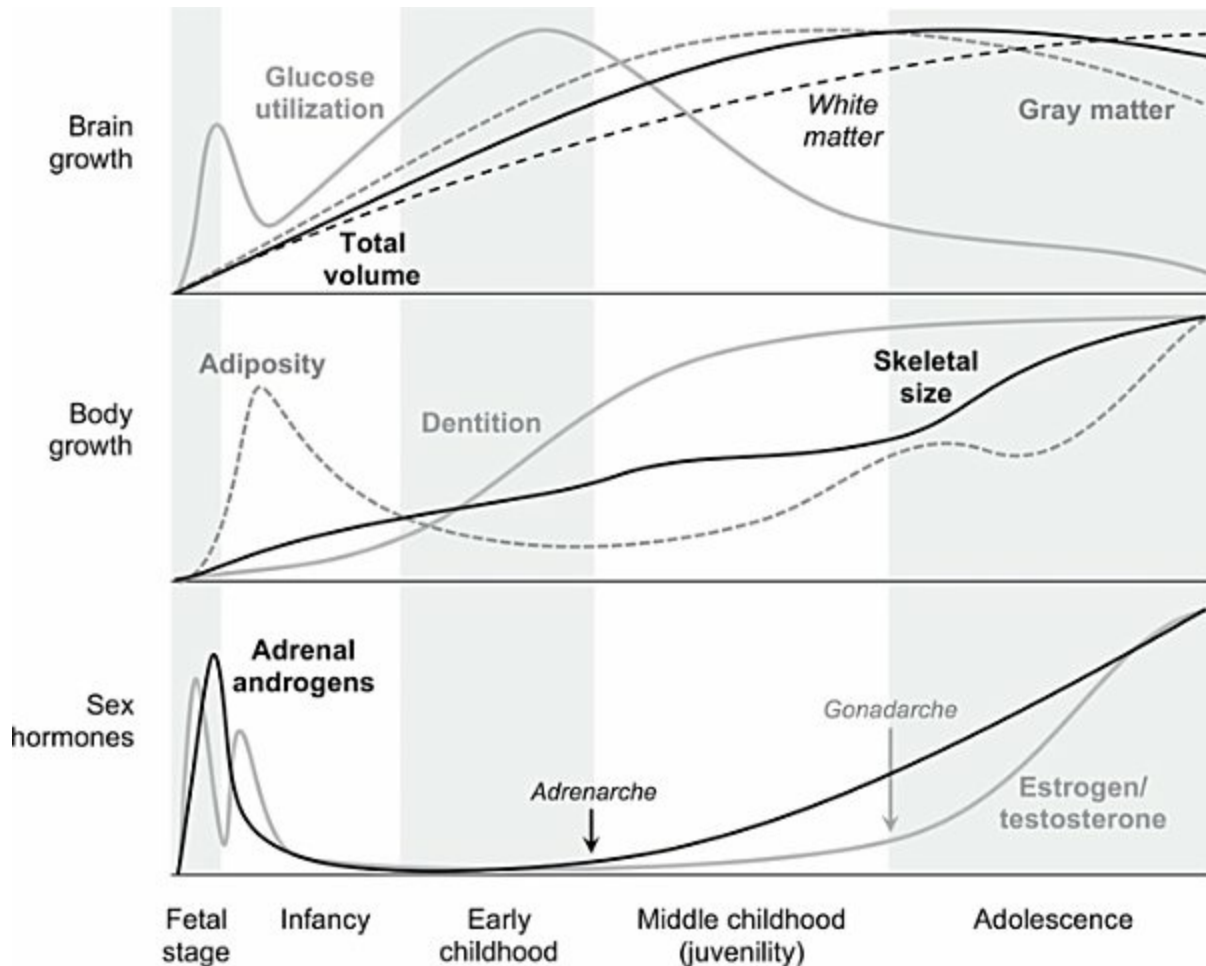 Brain
growth
Glucose
utilization
White
matter
Gray matter
Total
volume
Body
growth
Adiposity
Dentition
Skeletal
size
Sex
hormones
Adrenal
androgens
Adrenarche
Gonadarche
Estrogen/
testosterone
Fetal
stage
Infancy
Early
childhood
Middle childhood
(juvenility)
Adolescence